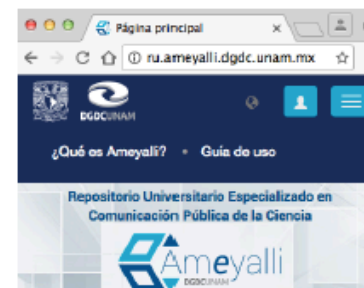 Página principal
ru.ameyalli.dgdc.unam.mx
DGDCUNAM
¿Qué es Ameyalli? • Guía de uso
Repositorio Universitario Especializado en
Comunicación Pública de la Ciencia
Ameyalli
DGDCUNAM